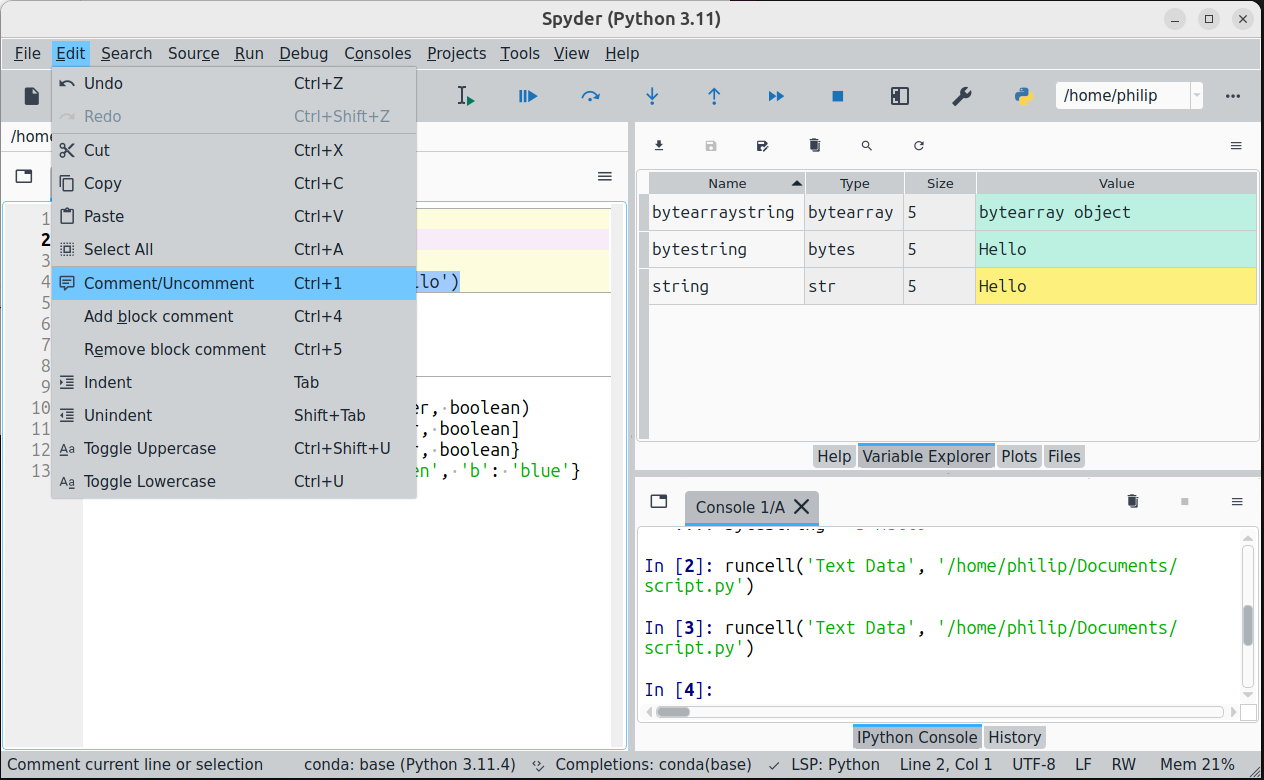 Spyder (Python 3.11)
File Edit Search Source Run Debug Consoles Projects Tools View Help
/home/philip
/home
Undo Ctrl+Z
Redo Ctrl+Shift+Z
Cut Ctrl+X
Copy Ctrl+C
Paste Ctrl+V
Select All Ctrl+A
Comment/Uncomment Ctrl+1
Add block comment Ctrl+4
Remove block comment Ctrl+5
Indent Tab
Unindent Shift+Tab
Aa Toggle Uppercase Ctrl+Shift+U
Aa Toggle Lowercase Ctrl+U
1
2
3
4 llo')
5
6
7
8
9
10 er, boolean)
11 , boolean]
12 , boolean}
13 en', 'b': 'blue'}
Name Type Size Value
bytearraystring bytearray 5 bytearray object
bytestring bytes 5 Hello
string str 5 Hello
Help Variable Explorer Plots Files
Console 1/A
In [2]: runcell('Text Data', '/home/philip/Documents/
script.py')
In [3]: runcell('Text Data', '/home/philip/Documents/
script.py')
In [4]:
IPython Console History
Comment current line or selection conda: base (Python 3.11.4) Completions: conda(base) LSP: Python Line 2, Col 1 UTF-8 LF RW Mem 21%